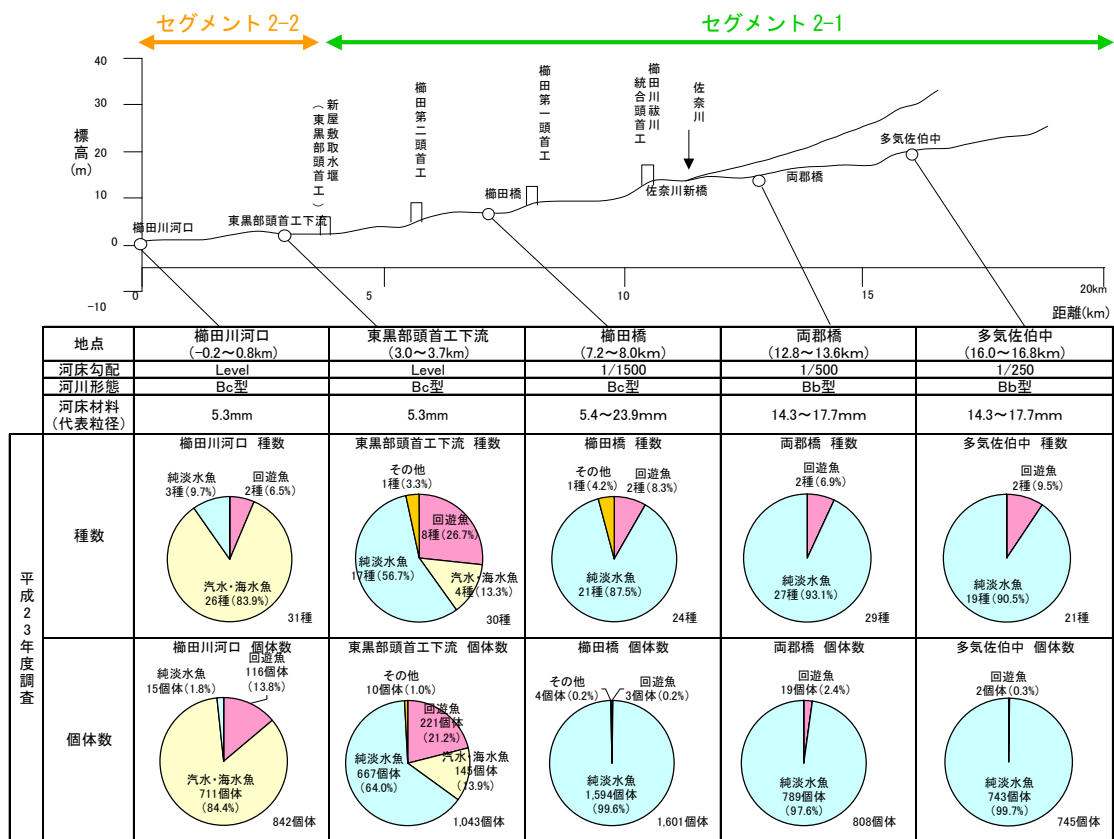 セグメント 2-2
セグメント 2-1
標高
(m)
40
30
20
10
0
-10
櫛田川河口
東黒部頭首工下流
新屋敷取水堰
(東黒部頭首工)
櫛田第二頭首工
櫛田橋
櫛田第一頭首工
櫛田川祓川
統合頭首工
佐奈川
佐奈川新橋
両郡橋
多気佐伯中
0
5
10
15
20km
距離(km)
地点
櫛田川河口
(-0.2～0.8km)
東黒部頭首工下流
(3.0～3.7km)
櫛田橋
(7.2～8.0km)
両郡橋
(12.8～13.6km)
多気佐伯中
(16.0～16.8km)
河床勾配
Level
Level
1/1500
1/500
1/250
河川形態
Bc型
Bc型
Bc型
Bb型
Bb型
河床材料
(代表粒径)
5.3mm
5.3mm
5.4～23.9mm
14.3～17.7mm
14.3～17.7mm
平成23年度調査
種数
櫛田川河口 種数
純淡水魚
3種(9.7%)
回遊魚
2種(6.5%)
汽水・海水魚
26種(83.9%)
31種
東黒部頭首工下流 種数
その他
1種(3.3%)
回遊魚
8種(26.7%)
純淡水魚
17種(56.7%)
汽水・海水魚
4種(13.3%)
30種
櫛田橋 種数
その他
1種(4.2%)
回遊魚
2種(8.3%)
純淡水魚
21種(87.5%)
24種
両郡橋 種数
回遊魚
2種(6.9%)
純淡水魚
27種(93.1%)
29種
多気佐伯中 種数
回遊魚
2種(9.5%)
純淡水魚
19種(90.5%)
21種
個体数
櫛田川河口 個体数
純淡水魚
15個体(1.8%)
回遊魚
116個体
(13.8%)
汽水・海水魚
711個体
(84.4%)
842個体
東黒部頭首工下流 個体数
その他
10個体(1.0%)
回遊魚
221個体
(21.2%)
純淡水魚
667個体
(64.0%)
汽水・海水魚
145個体
(13.9%)
1,043個体
櫛田橋 個体数
その他
4個体(0.2%)
回遊魚
3個体(0.2%)
純淡水魚
1,594個体
(99.6%)
1,601個体
両郡橋 個体数
回遊魚
19個体(2.4%)
純淡水魚
789個体
(97.6%)
808個体
多気佐伯中 個体数
回遊魚
2個体(0.3%)
純淡水魚
743個体
(99.7%)
745個体